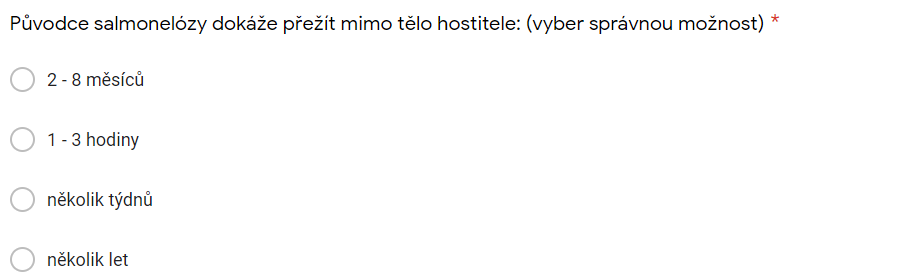 Původce salmonelózy dokáže přežít mimo tělo hostitele: (vyber správnou možnost) *
2 - 8 měsíců
1 - 3 hodiny
několik týdnů
několik let